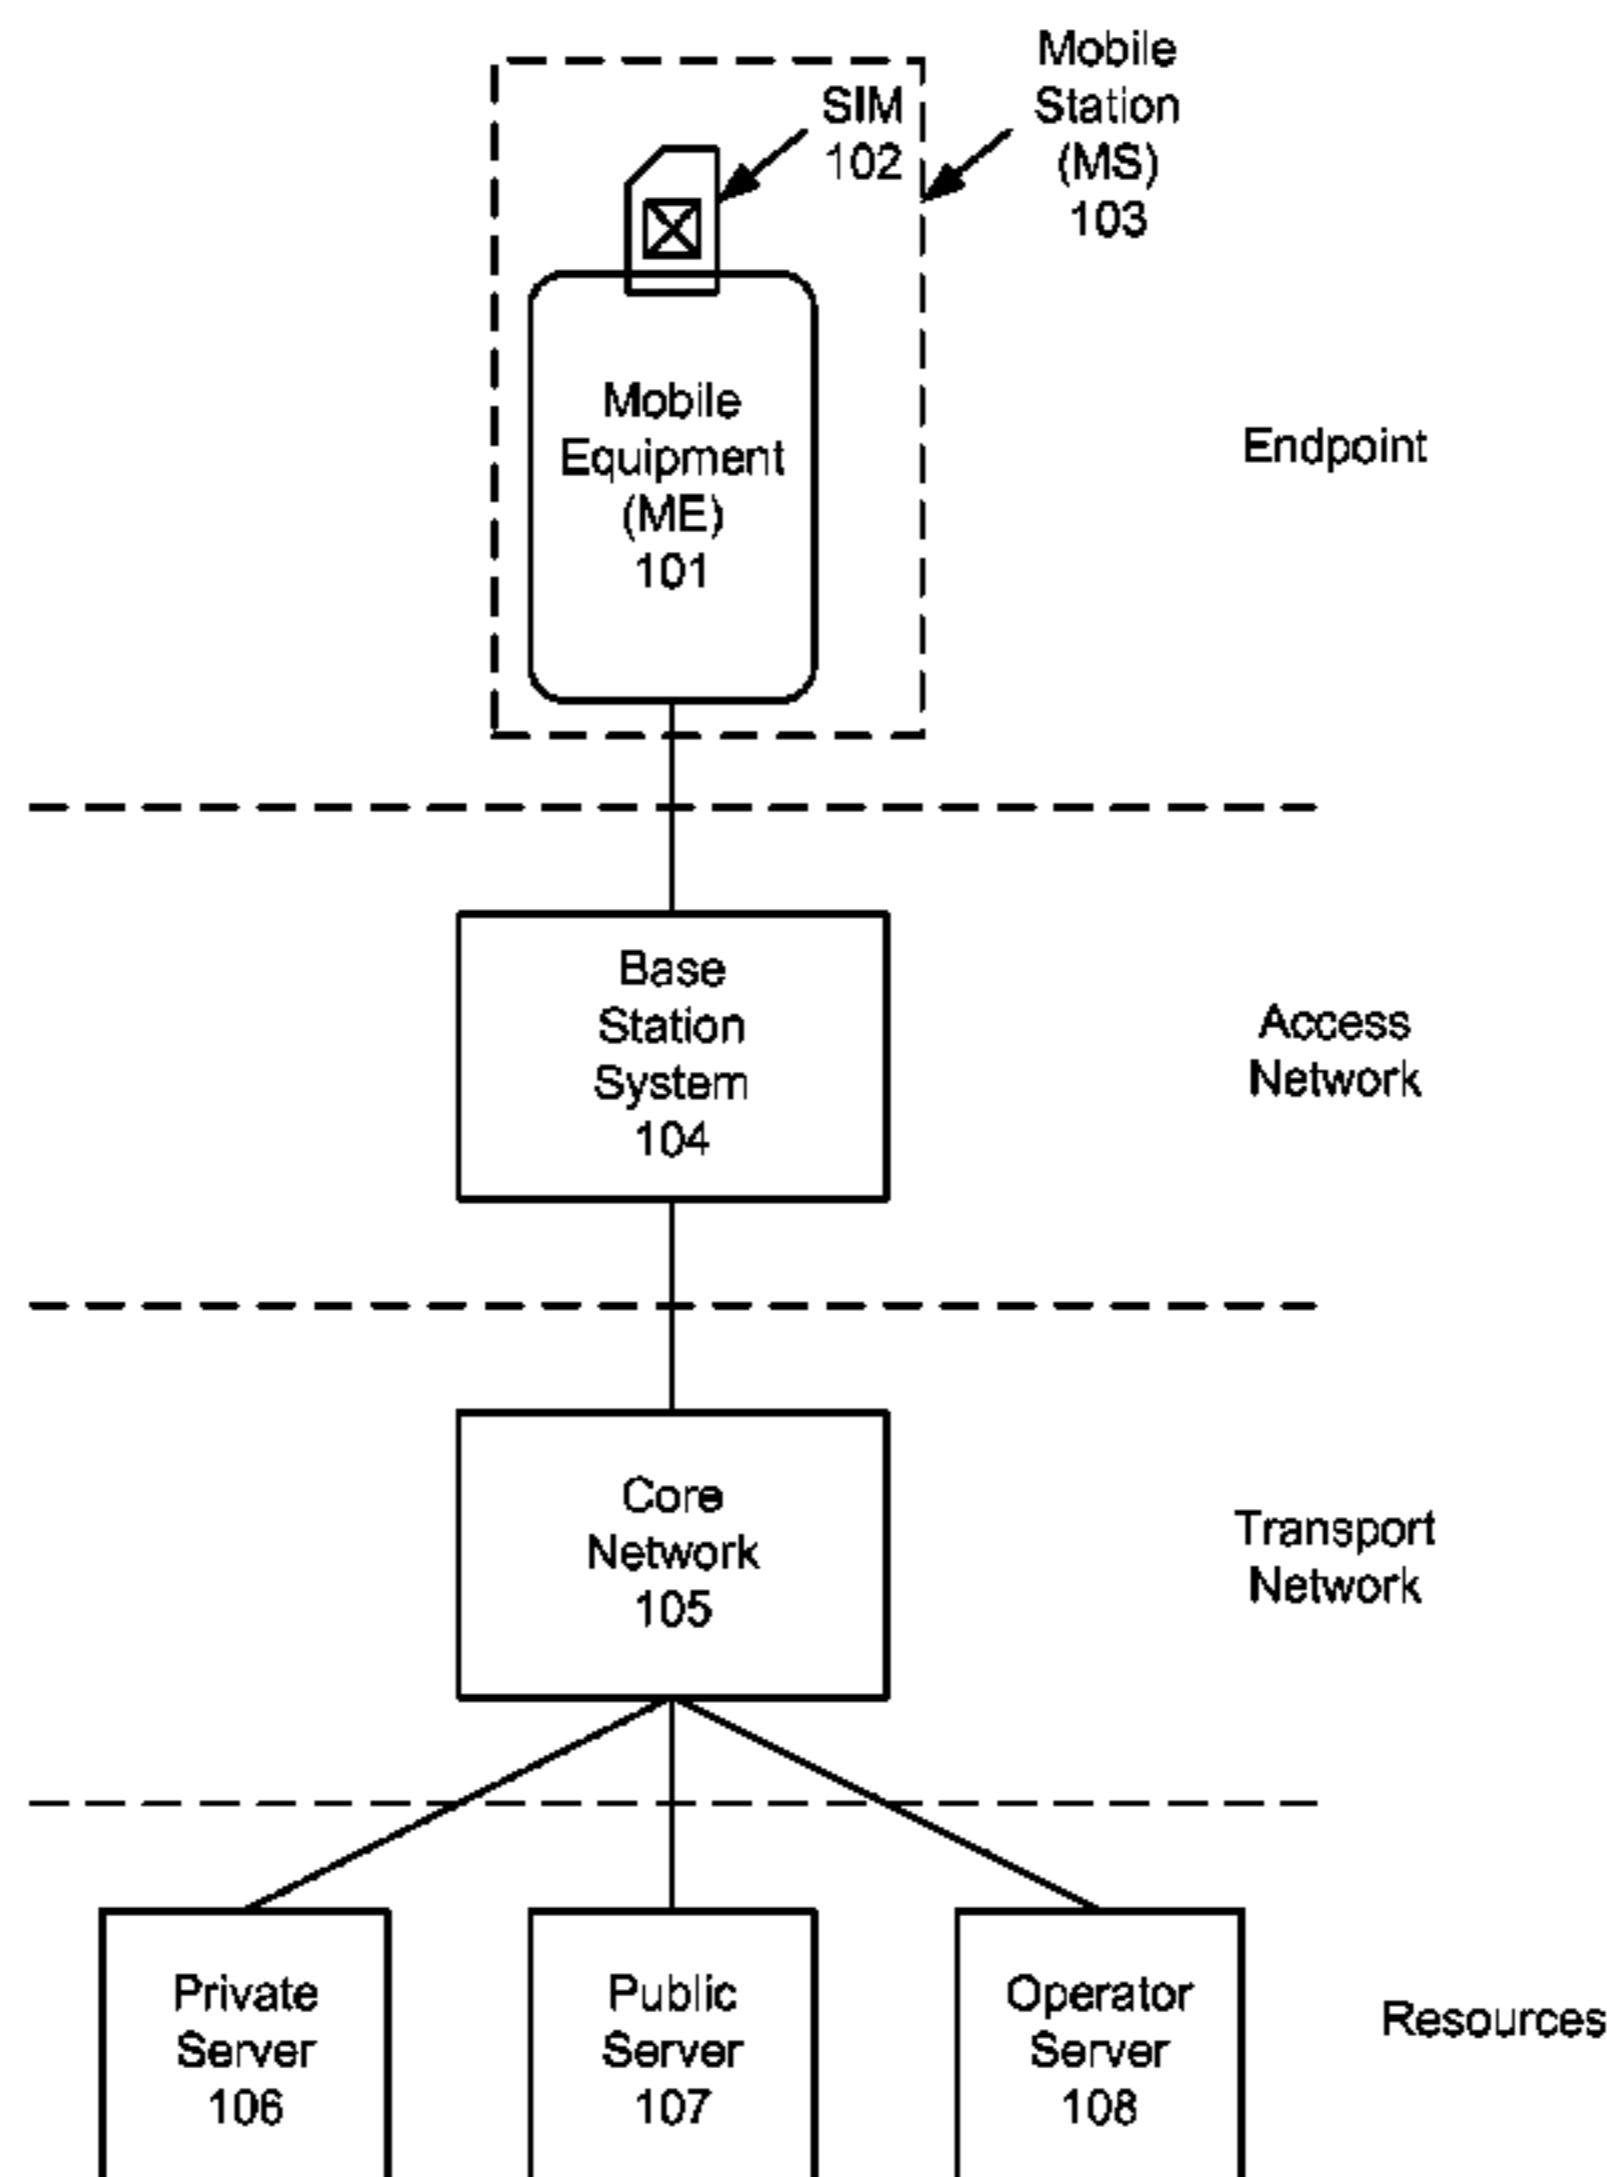 SIM
102
Mobile
Station
(MS)
103
Mobile
Equipment
(ME)
101
Endpoint
Base
Station
System
104
Access
Network
Core
Network
105
Transport
Network
Private
Server
106
Public
Server
107
Operator
Server
108
Resources